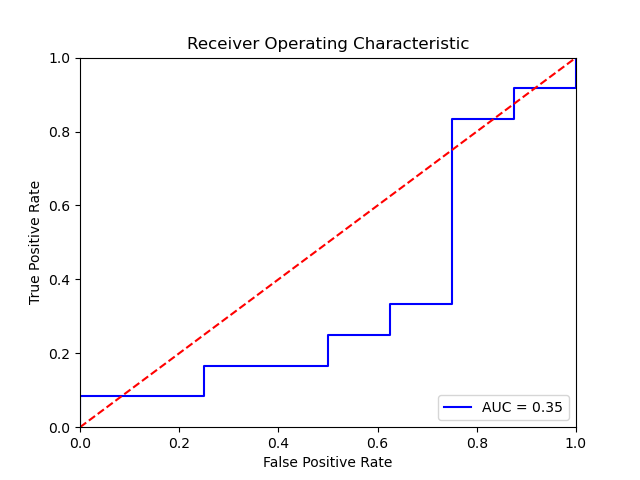 Receiver Operating Characteristic
True Positive Rate
1.0
0.8
0.6
0.4
0.2
0.0
AUC = 0.35
0.0 0.2 0.4 0.6 0.8 1.0
False Positive Rate